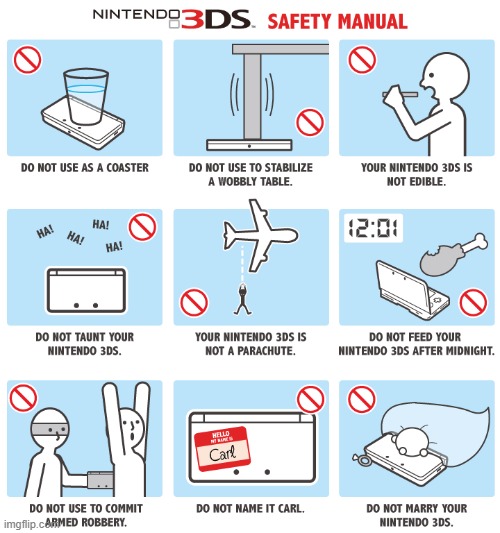 NINTENDO 3DS™ SAFETY MANUAL
DO NOT USE AS A COASTER
DO NOT USE TO STABILIZE
A WOBBLY TABLE.
YOUR NINTENDO 3DS IS
NOT EDIBLE.
HA!
HA!
HA!
HA!
DO NOT TAUNT YOUR
NINTENDO 3DS.
YOUR NINTENDO 3DS IS
NOT A PARACHUTE.
12:01
DO NOT FEED YOUR
NINTENDO 3DS AFTER MIDNIGHT.
DO NOT USE TO COMMIT
ARMED ROBBERY.
HELLO
MY NAME IS
Carl
DO NOT NAME IT CARL.
DO NOT MARRY YOUR
NINTENDO 3DS.
imgflip.com